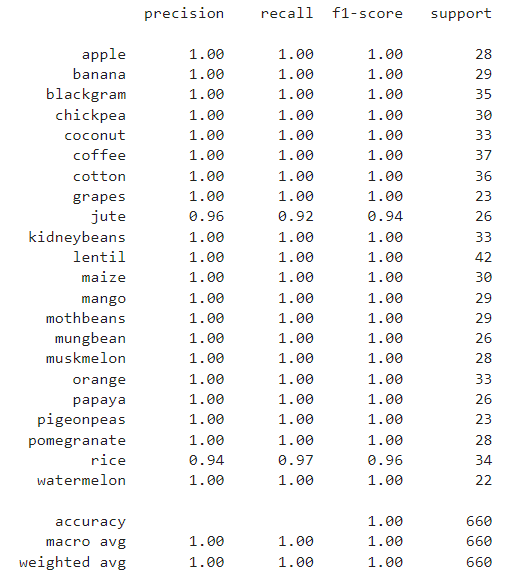 precision recall f1-score support
apple 1.00 1.00 1.00 28
banana 1.00 1.00 1.00 29
blackgram 1.00 1.00 1.00 35
chickpea 1.00 1.00 1.00 30
coconut 1.00 1.00 1.00 33
coffee 1.00 1.00 1.00 37
cotton 1.00 1.00 1.00 36
grapes 1.00 1.00 1.00 23
jute 0.96 0.92 0.94 26
kidneybeans 1.00 1.00 1.00 33
lentil 1.00 1.00 1.00 42
maize 1.00 1.00 1.00 30
mango 1.00 1.00 1.00 29
mothbeans 1.00 1.00 1.00 29
mungbean 1.00 1.00 1.00 26
muskmelon 1.00 1.00 1.00 28
orange 1.00 1.00 1.00 33
papaya 1.00 1.00 1.00 26
pigeonpeas 1.00 1.00 1.00 23
pomegranate 1.00 1.00 1.00 28
rice 0.94 0.97 0.96 34
watermelon 1.00 1.00 1.00 22
accuracy 1.00 660
macro avg 1.00 1.00 1.00 660
weighted avg 1.00 1.00 1.00 660